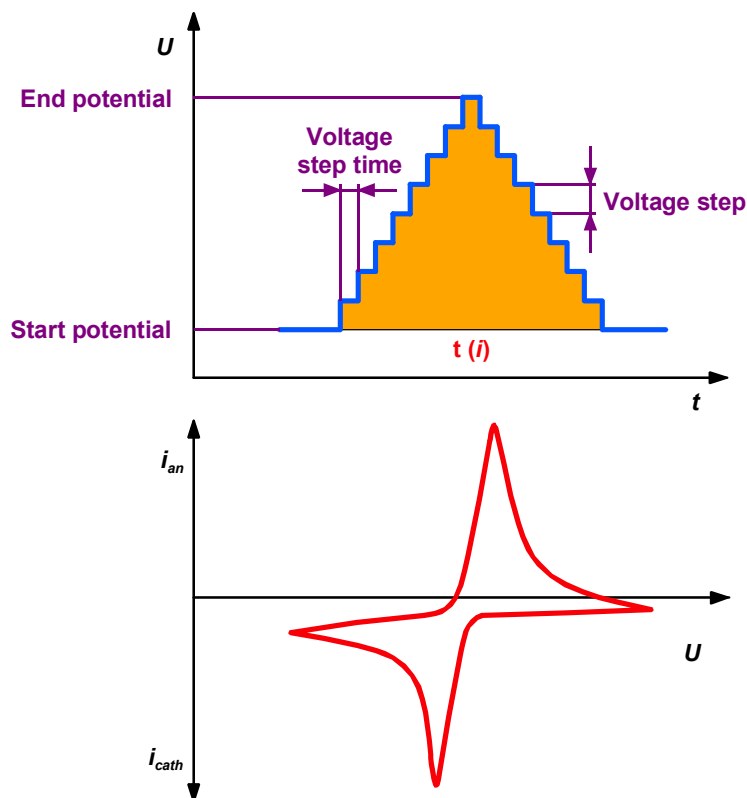 U
End potential
Voltage
step time
Voltage step
Start potential
t (i)
t
i_an
U
i_cath